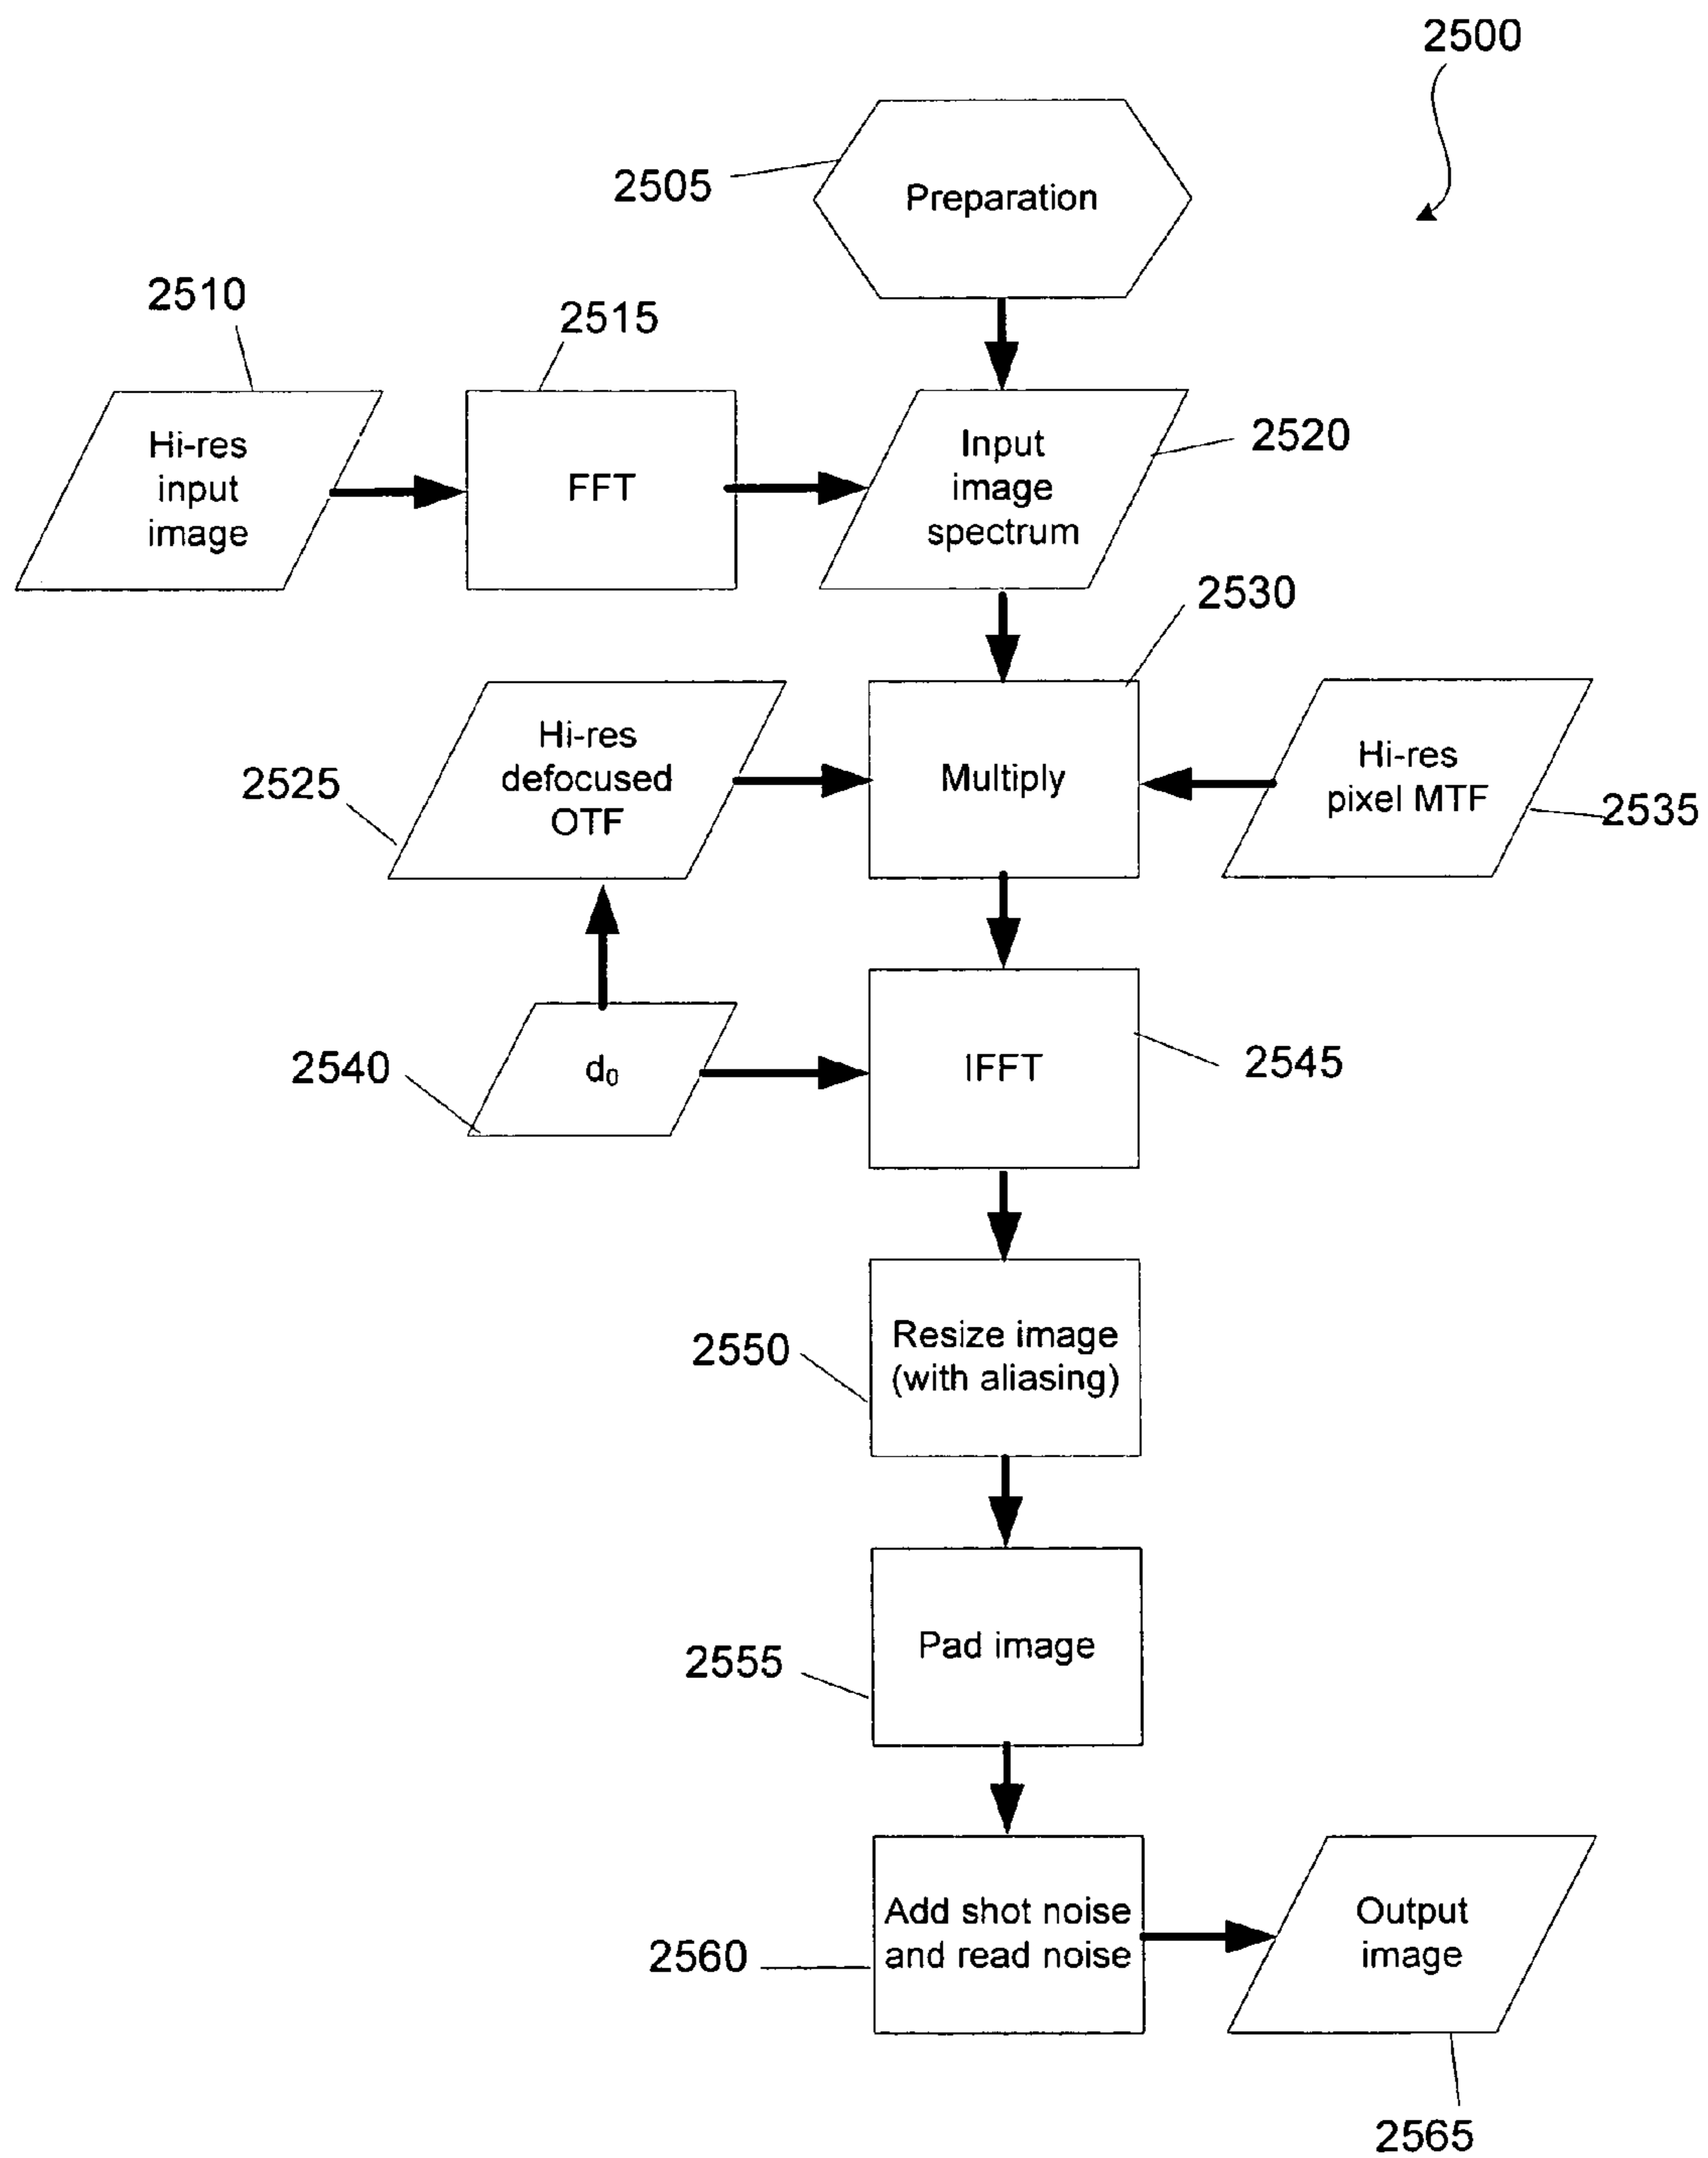 2500
2505
Preparation
2510
2515
Hi-res
input
image
FFT
Input
image
spectrum
2520
2530
2525
Hi-res
defocused
OTF
Multiply
Hi-res
pixel MTF
2535
2540
d₀
IFFT
2545
2550
Resize image
(with aliasing)
2555
Pad image
2560
Add shot noise
and read noise
Output
image
2565